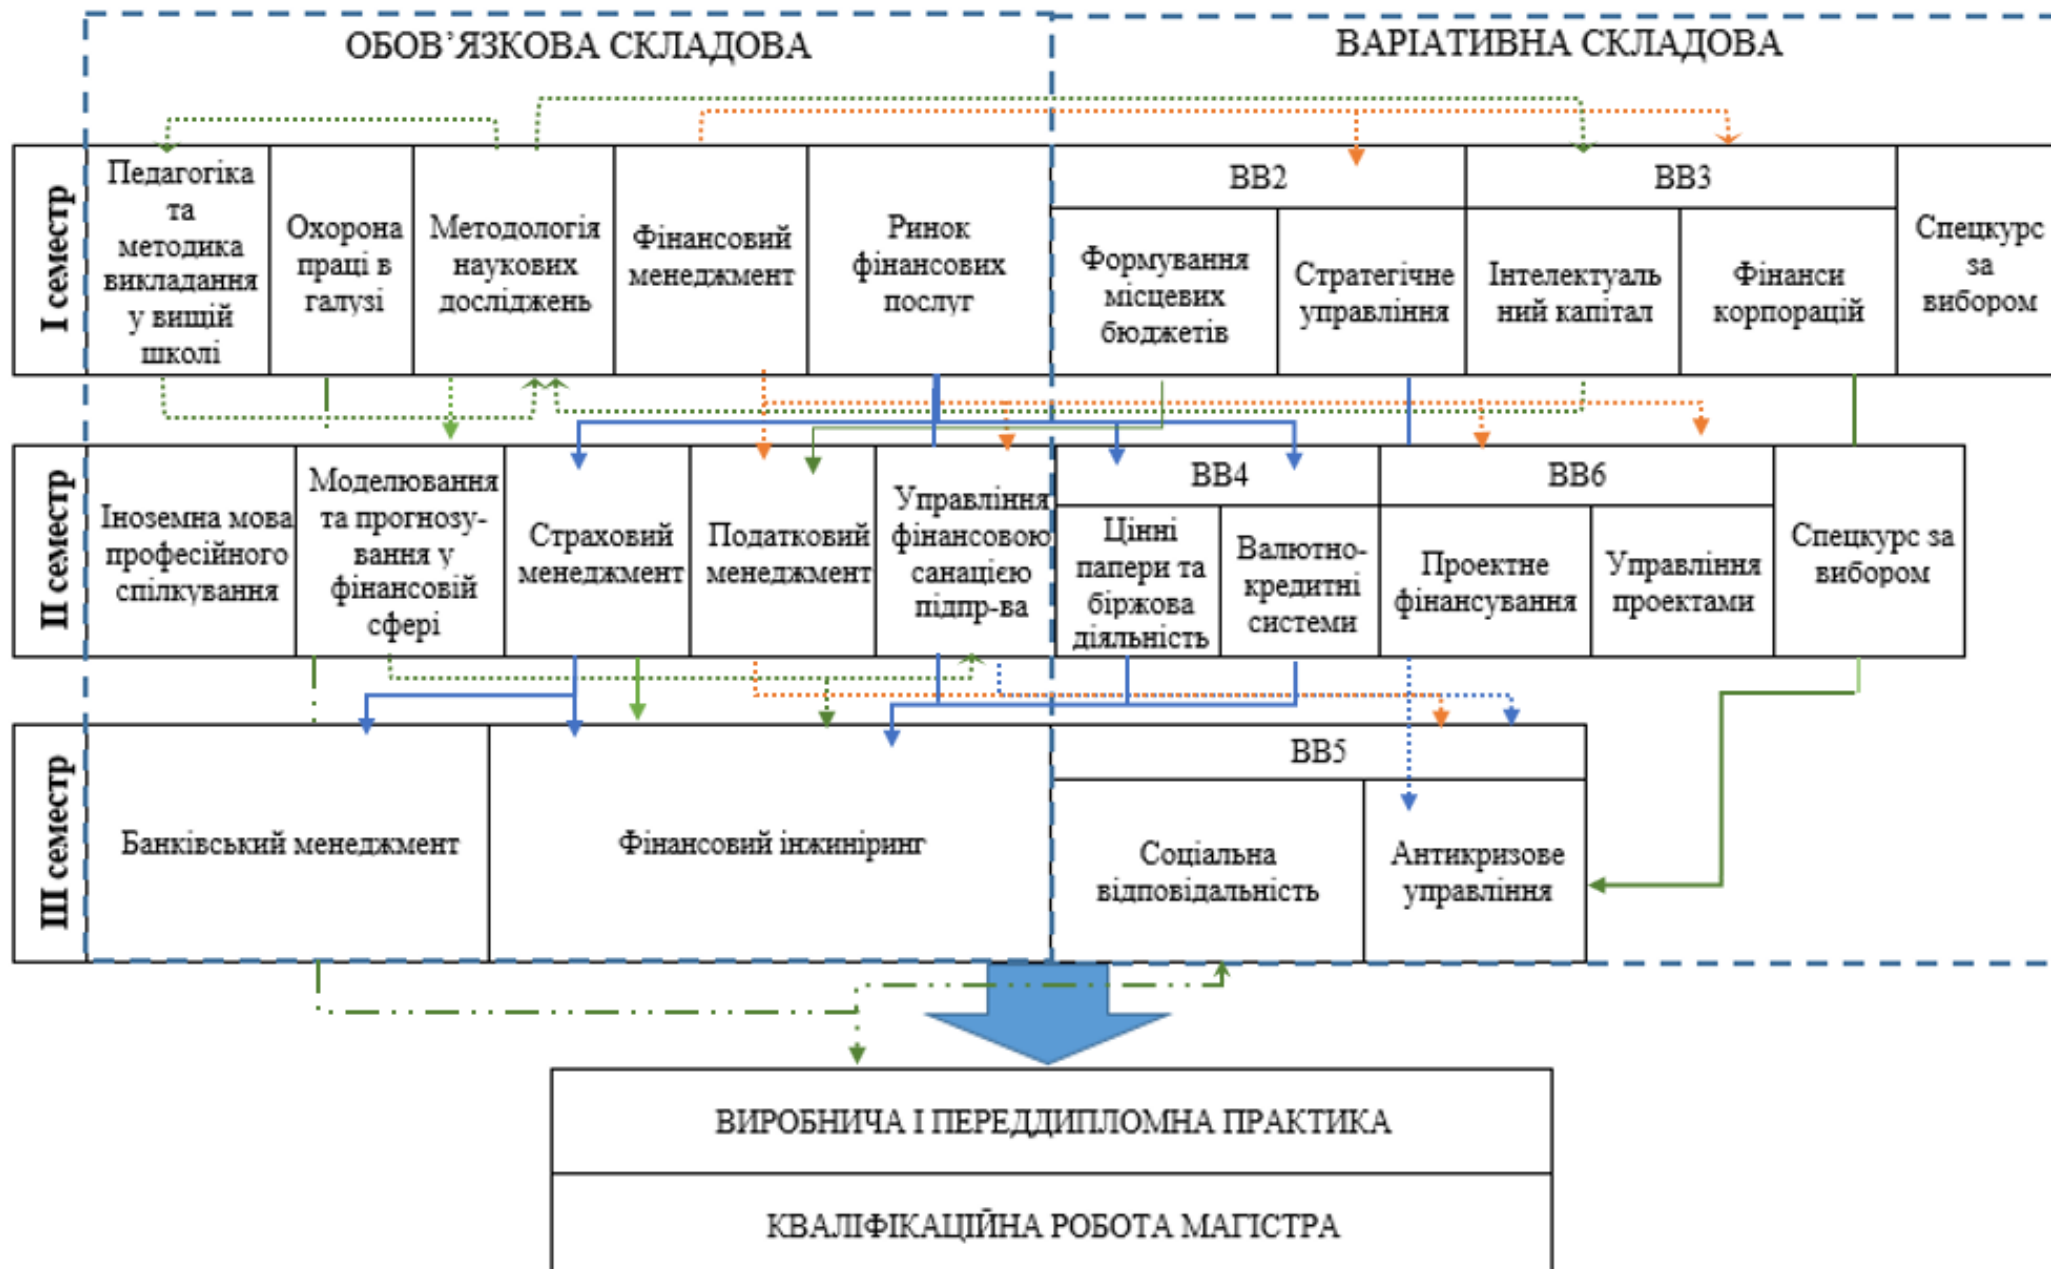 ОБОВ’ЯЗКОВА СКЛАДОВА
ВАРІАТИВНА СКЛАДОВА
І семестр
Педагогіка
та
методика
викладання
у вищій
школі
Охорона
праці в
галузі
Методологія
наукових
досліджень
Фінансовий
менеджмент
Ринок
фінансових
послуг
ВВ2
Формування
місцевих
бюджетів
Стратегічне
управління
ВВ3
Інтелектуаль
ний капітал
Фінанси
корпорацій
Спецкурс
за
вибором
ІІ семестр
Іноземна мова
професійного
спілкування
Моделювання
та прогнозу-
вання у
фінансовій
сфері
Страховий
менеджмент
Податковий
менеджмент
Управління
фінансовою
санацією
підпр-ва
ВВ4
Цінні
папери та
біржова
діяльність
Валютно-
кредитні
системи
ВВ6
Проектне
фінансування
Управління
проектами
Спецкурс за
вибором
ІІІ семестр
Банківський менеджмент
Фінансовий інжиніринг
ВВ5
Соціальна
відповідальність
Антикризове
управління
ВИРОБНИЧА І ПЕРЕДДИПЛОМНА ПРАКТИКА
КВАЛІФІКАЦІЙНА РОБОТА МАГІСТРА